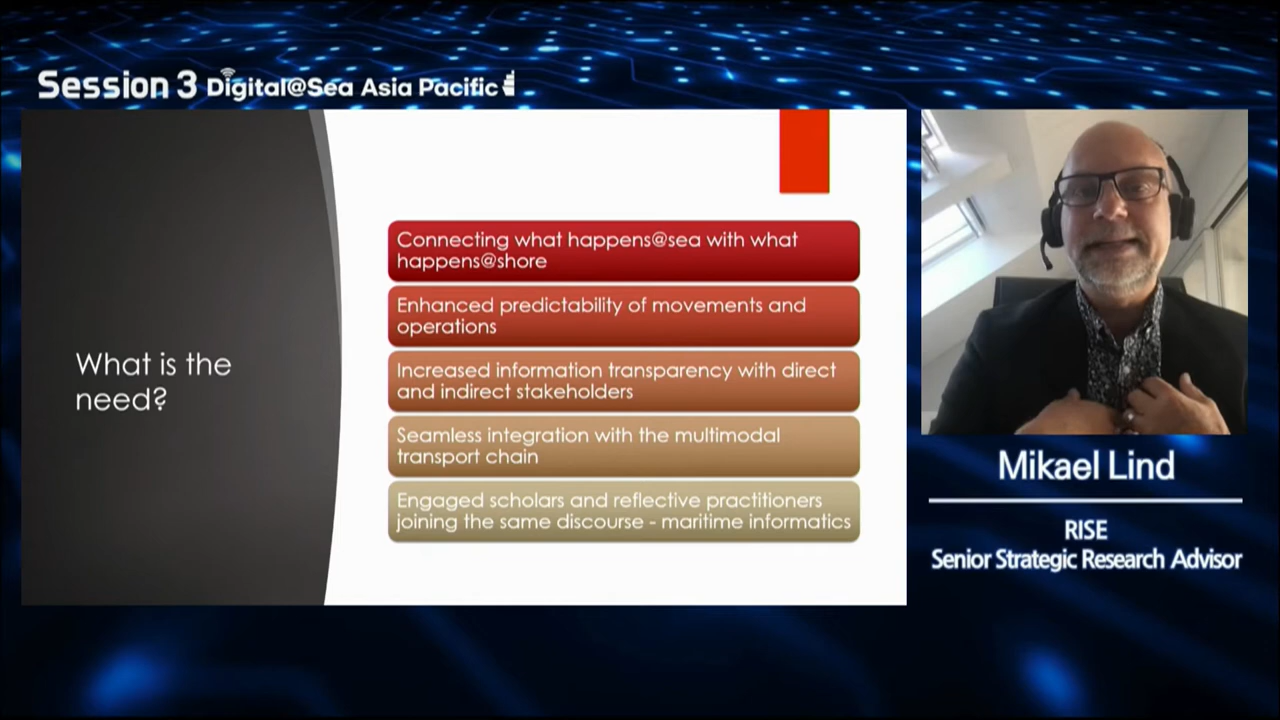 Session 3 Digital@Sea Asia Pacific
What is the
need?
Connecting what happens@sea with what
happens@shore
Enhanced predictability of movements and
operations
Increased information transparency with direct
and indirect stakeholders
Seamless integration with the multimodal
transport chain
Engaged scholars and reflective practitioners
joining the same discourse - maritime informatics
Mikael Lind
RISE
Senior Strategic Research Advisor